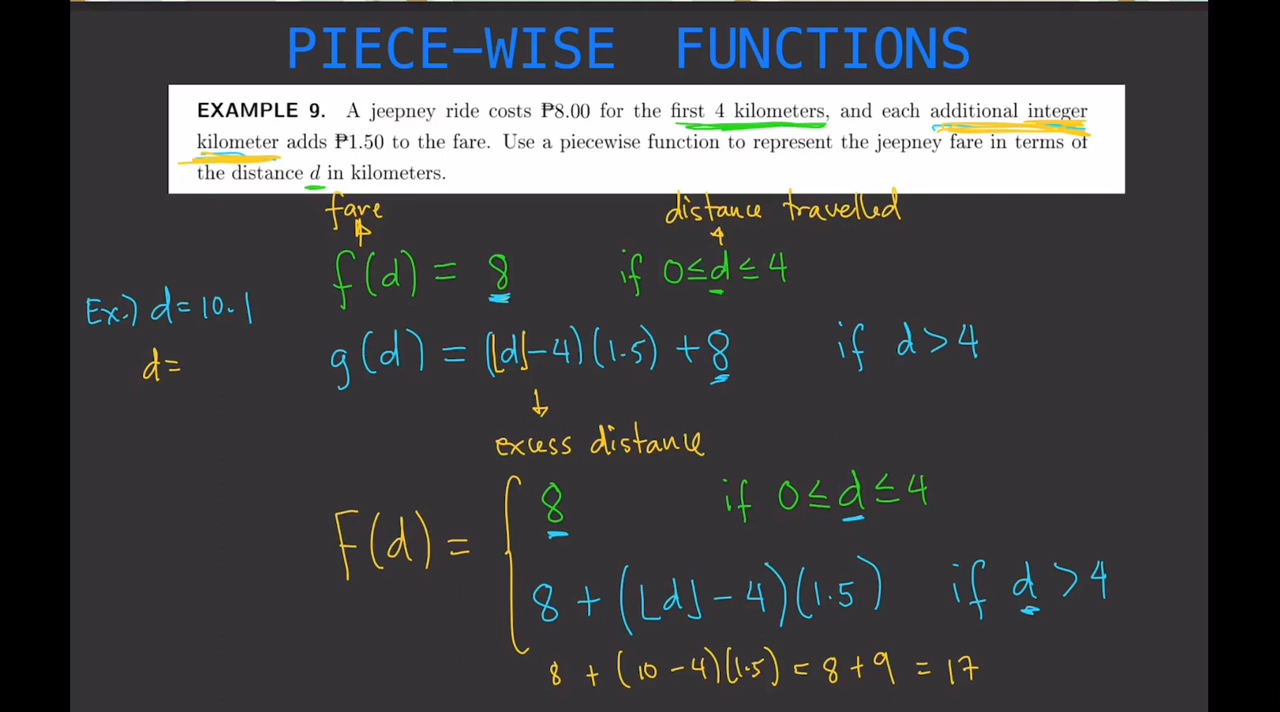 PIECE-WISE FUNCTIONS
EXAMPLE 9. A jeepney ride costs ₱8.00 for the first 4 kilometers, and each additional integer
kilometer adds ₱1.50 to the fare. Use a piecewise function to represent the jeepney fare in terms of
the distance d in kilometers.
fare distance travelled
f(d) = 8 if 0≤d≤4
Ex.) d=10.1
g(d) = (⌊d⌋-4)(1.5) +8 if d>4
d=
excess distance
F(d) = { 8 if 0≤d≤4
8 + (⌊d⌋-4)(1.5) if d>4
8 + (10-4)(1.5) = 8+9 = 17